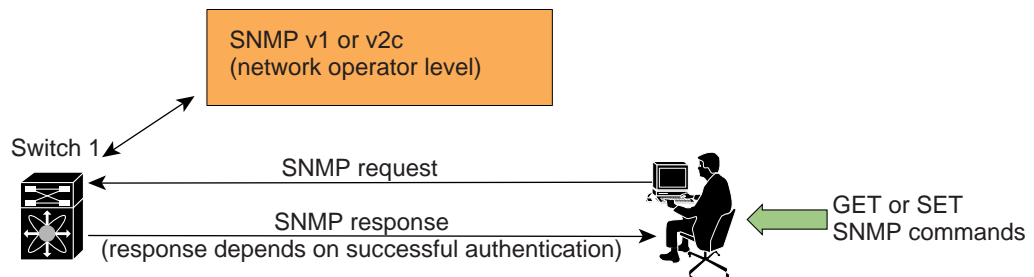 SNMP v1 or v2c
(network operator level)
Switch 1
SNMP request
SNMP response
(response depends on successful authentication)
GET or SET
SNMP commands